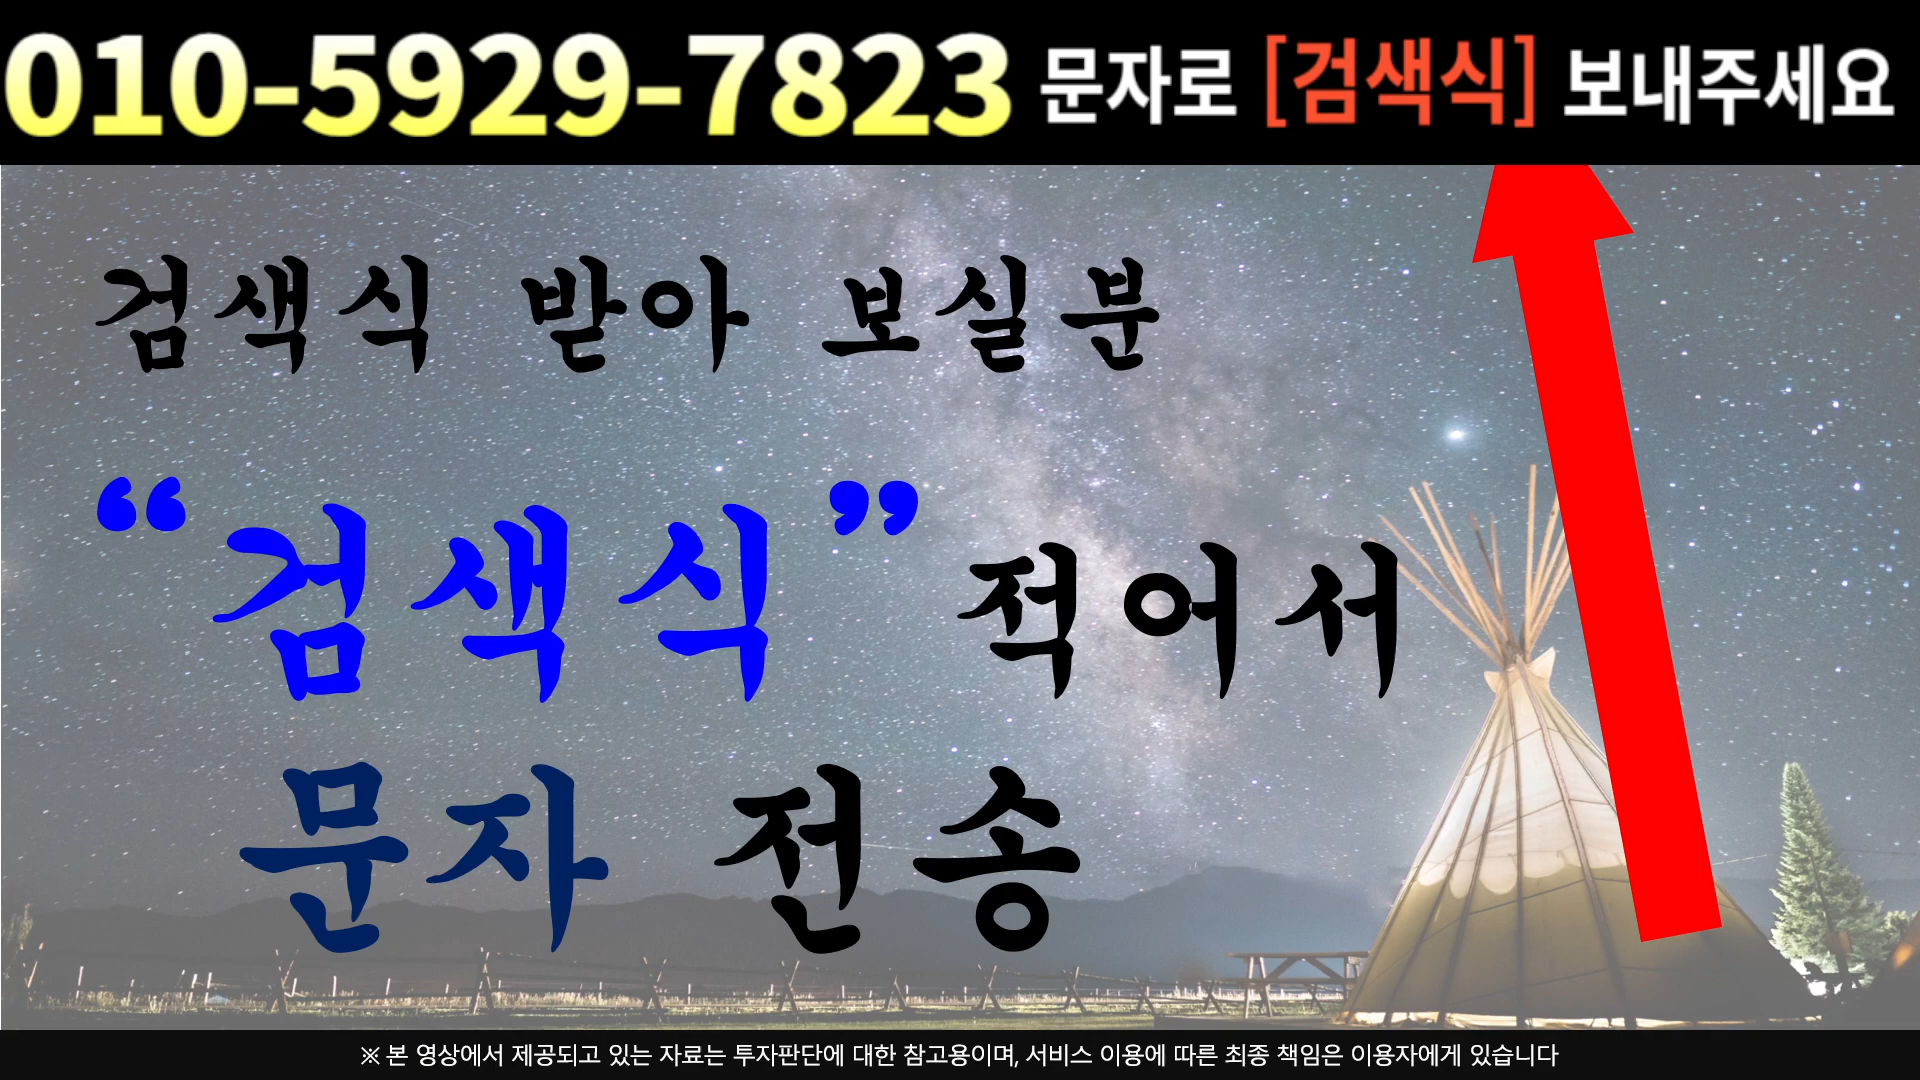 010-5929-7823 문자로 [검색식] 보내주세요
검색식 받아 보실분
“검색식” 적어서
문자 전송
※ 본 영상에서 제공되고 있는 자료는 투자판단에 대한 참고용이며, 서비스 이용에 따른 최종 책임은 이용자에게 있습니다